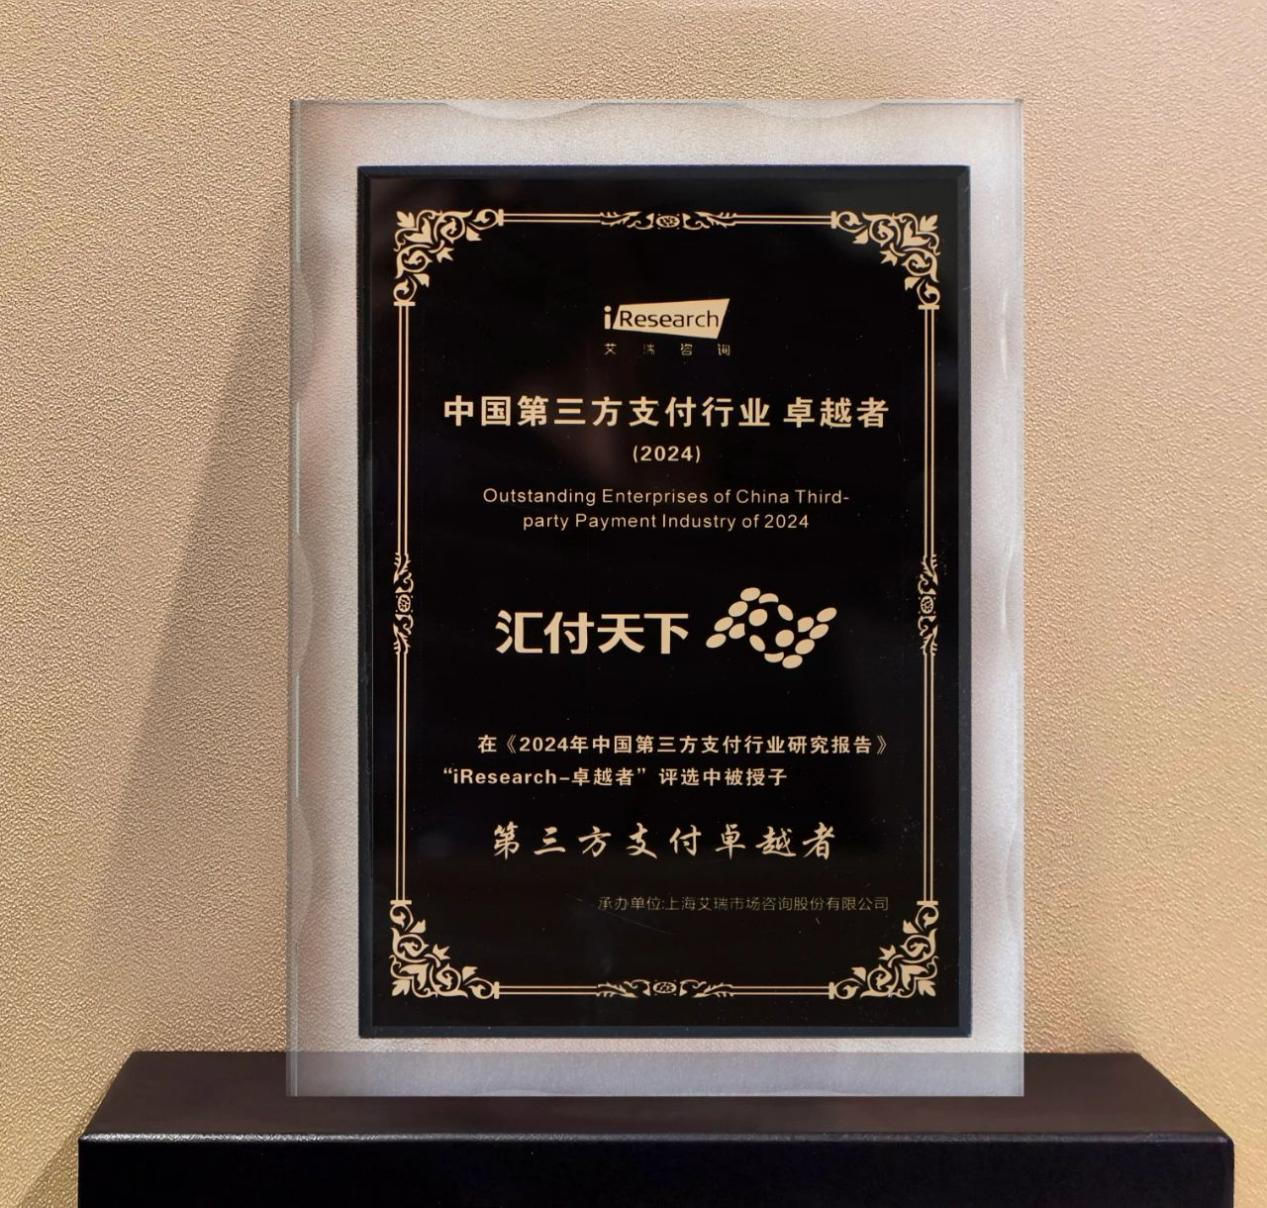 iResearch
艾瑞咨询
中国第三方支付行业 卓越者
(2024)
Outstanding Enterprises of China Third-
party Payment Industry of 2024
汇付天下
在《2024年中国第三方支付行业研究报告》
“iResearch-卓越者”评选中被授予
第三方支付卓越者
承办单位:上海艾瑞市场咨询股份有限公司